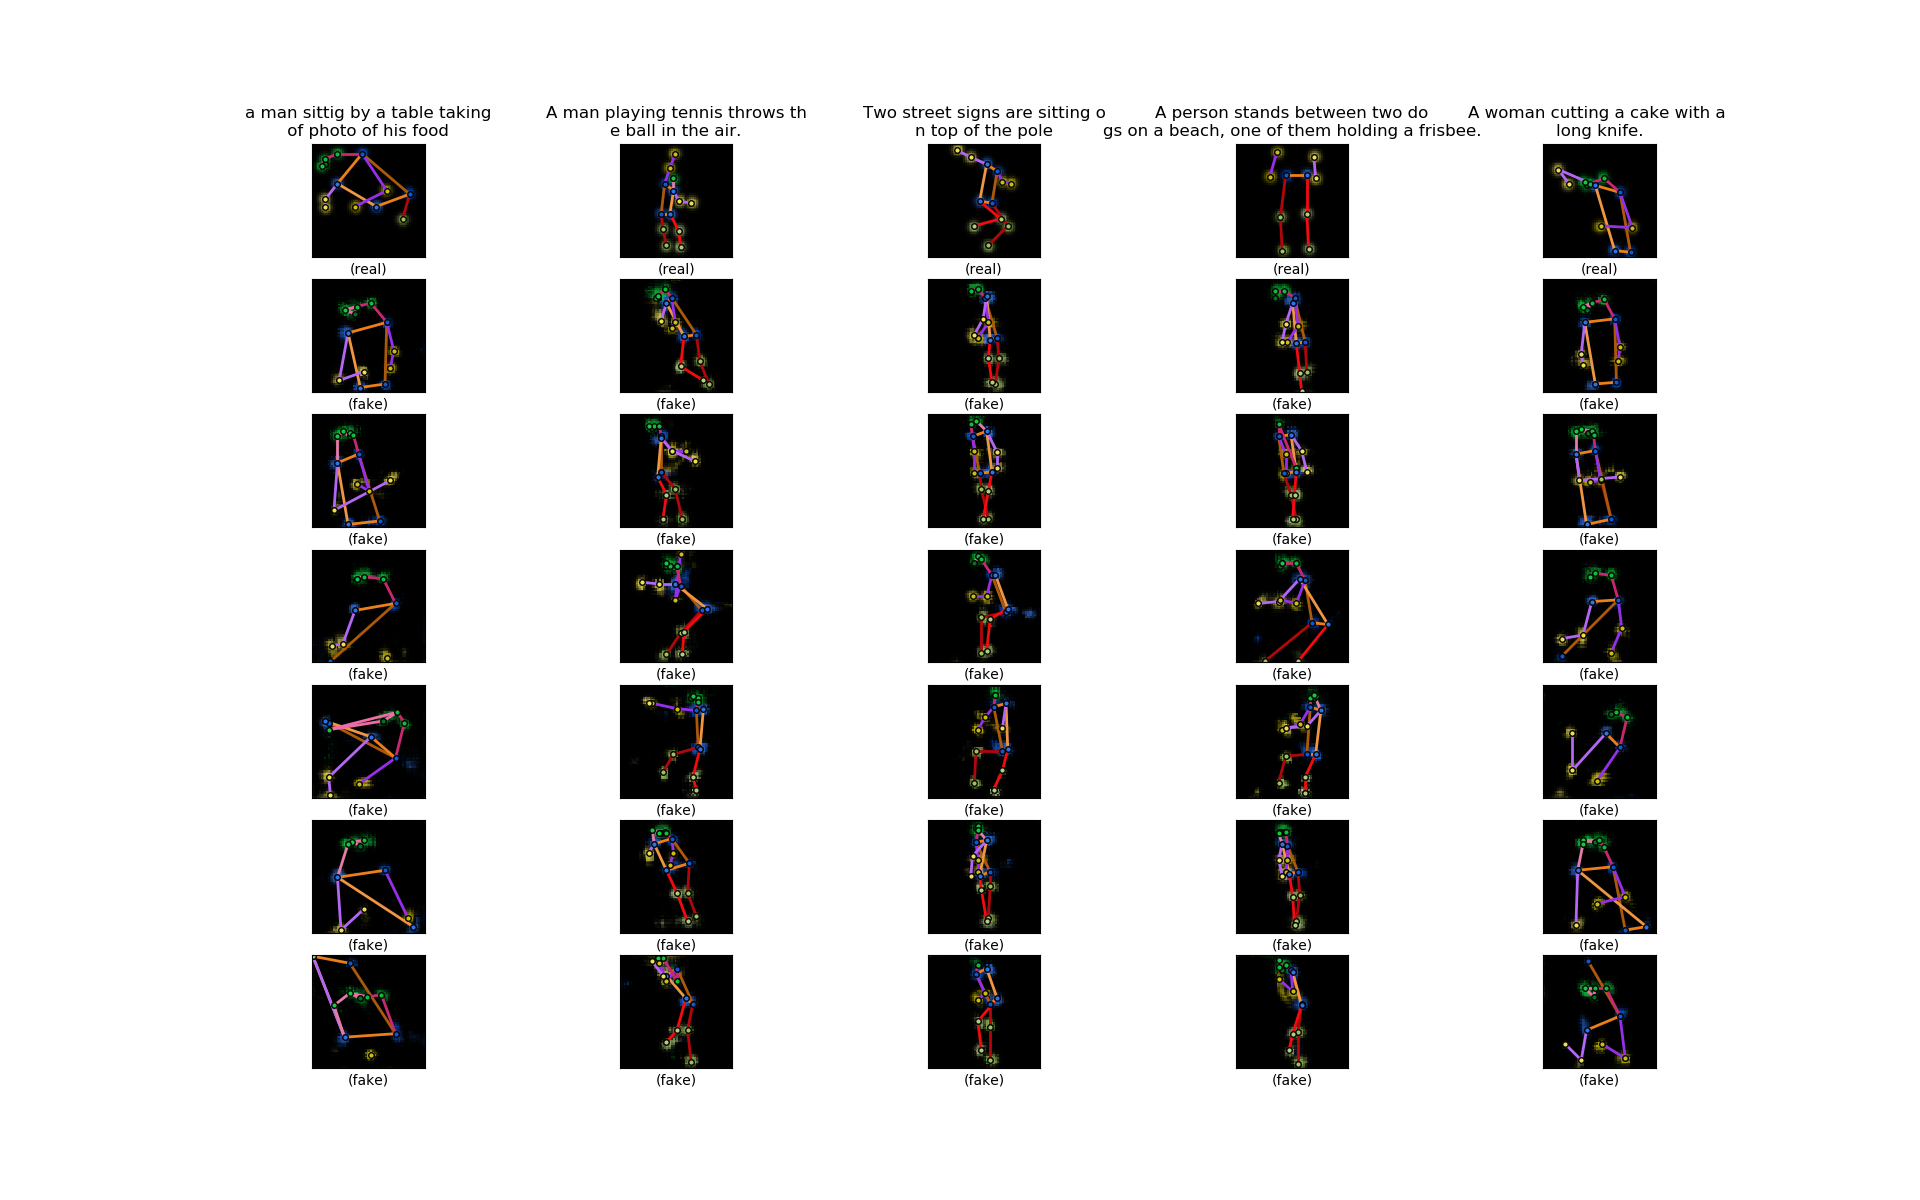 a man sittig by a table taking
of photo of his food
A man playing tennis throws th
e ball in the air.
Two street signs are sitting o
n top of the pole
A person stands between two do
gs on a beach, one of them holding a frisbee.
A woman cutting a cake with a
long knife.
(real) (real) (real) (real) (real)
(fake) (fake) (fake) (fake) (fake)
(fake) (fake) (fake) (fake) (fake)
(fake) (fake) (fake) (fake) (fake)
(fake) (fake) (fake) (fake) (fake)
(fake) (fake) (fake) (fake) (fake)
(fake) (fake) (fake) (fake) (fake)